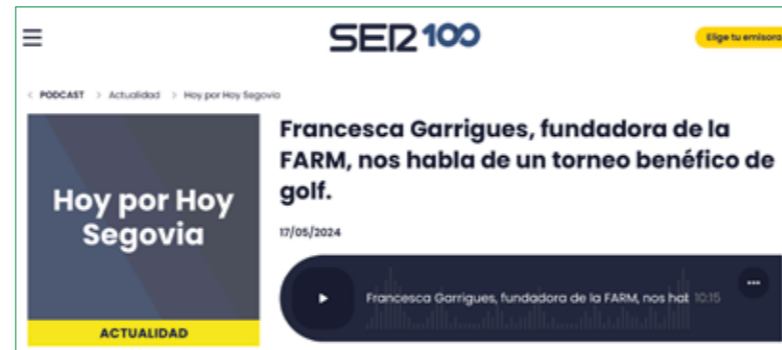 SER 100
Elige tu emisora
< PODCAST > Actualidad > Hoy por Hoy Segovia
Francesca Garrigues, fundadora de la
FARM, nos habla de un torneo benéfico de
golf.
17/05/2024
Hoy por Hoy
Segovia
Francesca Garrigues, fundadora de la FARM, nos hab 10:15
ACTUALIDAD